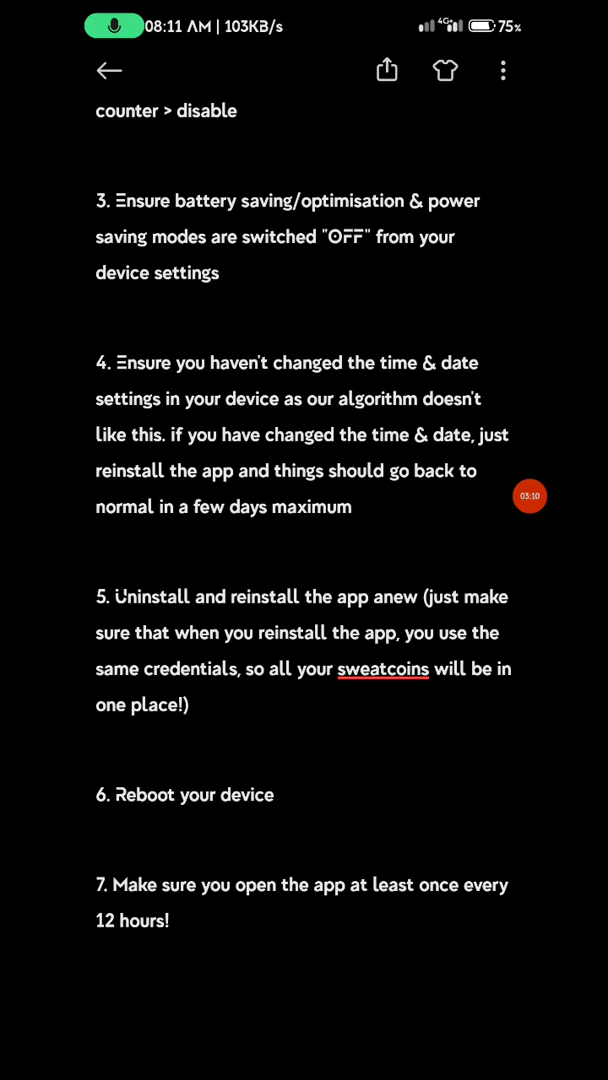 08:11 AM | 103KB/s 4G+ 75%
counter > disable
3. Ensure battery saving/optimisation & power
saving modes are switched "OFF" from your
device settings
4. Ensure you haven't changed the time & date
settings in your device as our algorithm doesn't
like this. if you have changed the time & date, just
reinstall the app and things should go back to
normal in a few days maximum
03:10
5. Uninstall and reinstall the app anew (just make
sure that when you reinstall the app, you use the
same credentials, so all your sweatcoins will be in
one place!)
6. Reboot your device
7. Make sure you open the app at least once every
12 hours!